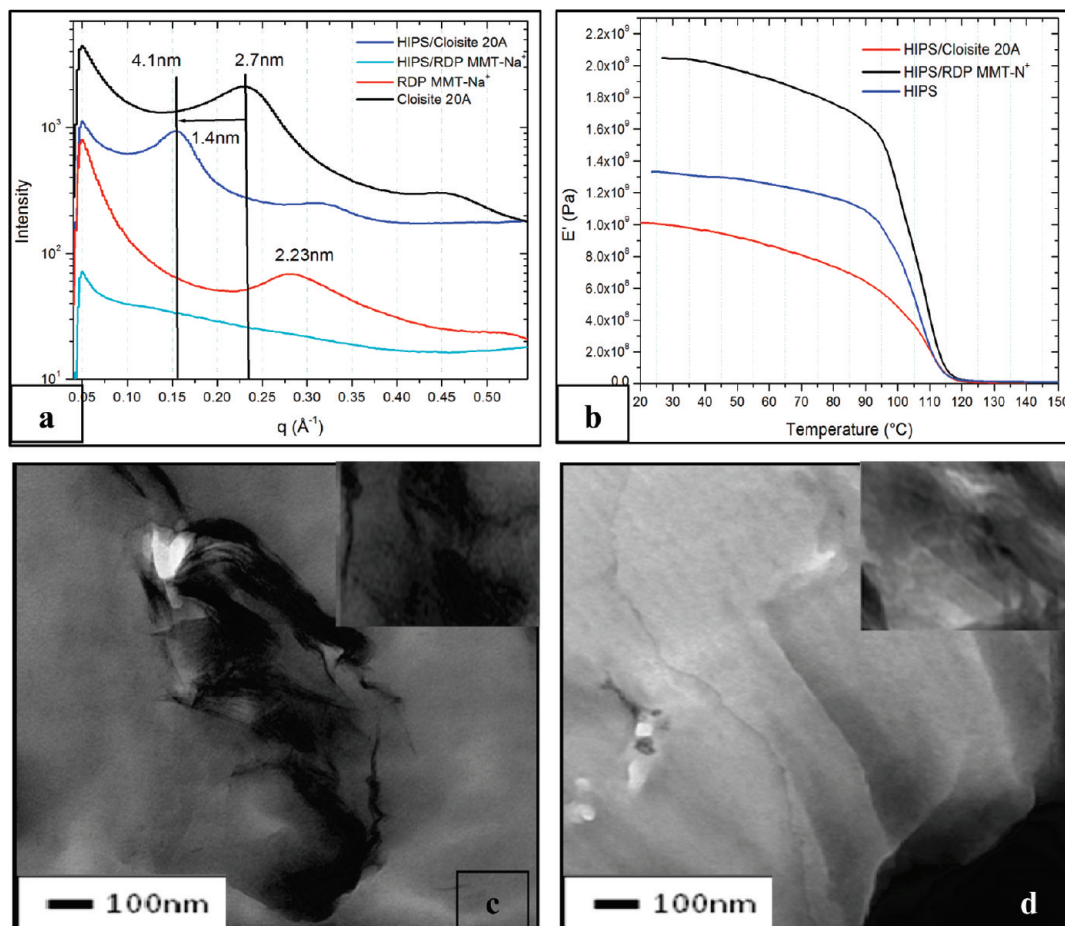 4.1nm
2.7nm
1.4nm
2.23nm
HIPS/Cloisite 20A
HIPS/RDP MMT-Na⁺
RDP MMT-Na⁺
Cloisite 20A
Intensity
10³
10²
10¹
0.05 0.10 0.15 0.20 0.25 0.30 0.35 0.40 0.45 0.50
q (Å⁻¹)
a
HIPS/Cloisite 20A
HIPS/RDP MMT-N⁺
HIPS
E' (Pa)
2.2x10⁹
2.0x10⁹
1.8x10⁹
1.6x10⁹
1.4x10⁹
1.2x10⁹
1.0x10⁹
8.0x10⁸
6.0x10⁸
4.0x10⁸
2.0x10⁸
0.0
30 40 50 60 70 80 90 100 110 120 130 140 150
Temperature (°C)
b
100nm
c
100nm
d